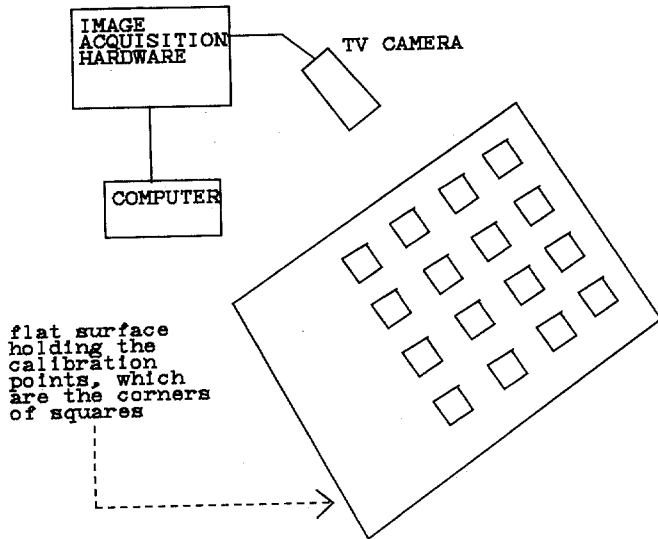 IMAGE
ACQUISITION
HARDWARE
TV CAMERA
COMPUTER
flat surface
holding the
calibration
points, which
are the corners
of squares